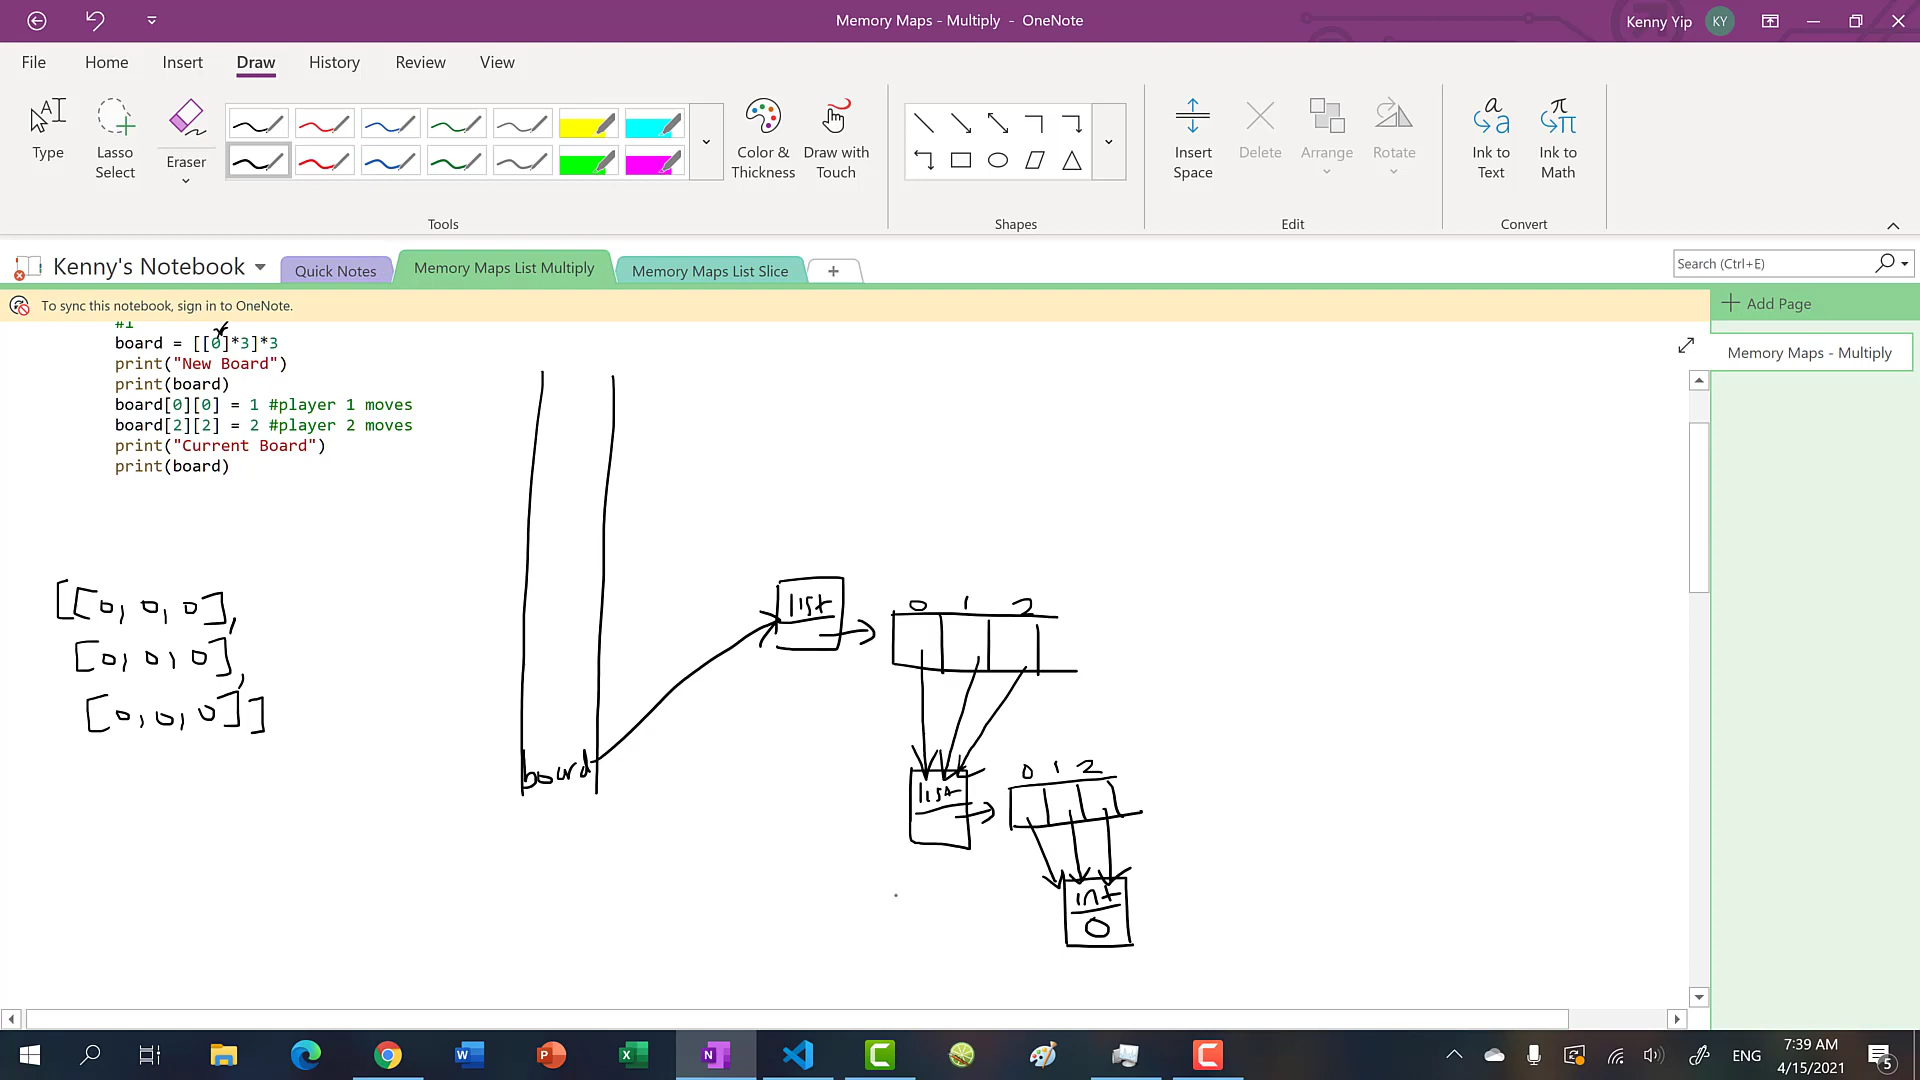 Memory Maps - Multiply - OneNote
Kenny Yip
KY
File Home Insert Draw History Review View
Type
Lasso Select
Eraser
Color & Thickness
Draw with Touch
Insert Space
Delete
Arrange
Rotate
Ink to Text
Ink to Math
Tools
Shapes
Edit
Convert
Kenny's Notebook
Quick Notes
Memory Maps List Multiply
Memory Maps List Slice
Search (Ctrl+E)
To sync this notebook, sign in to OneNote.
Add Page
Memory Maps - Multiply
#1
board = [[0]*3]*3
print("New Board")
print(board)
board[0][0] = 1 #player 1 moves
board[2][2] = 2 #player 2 moves
print("Current Board")
print(board)
[[0, 0, 0],
[0, 0, 0],
[0, 0, 0]]
board
list
0 1 2
list
0 1 2
int
0
ENG
7:39 AM
4/15/2021
5